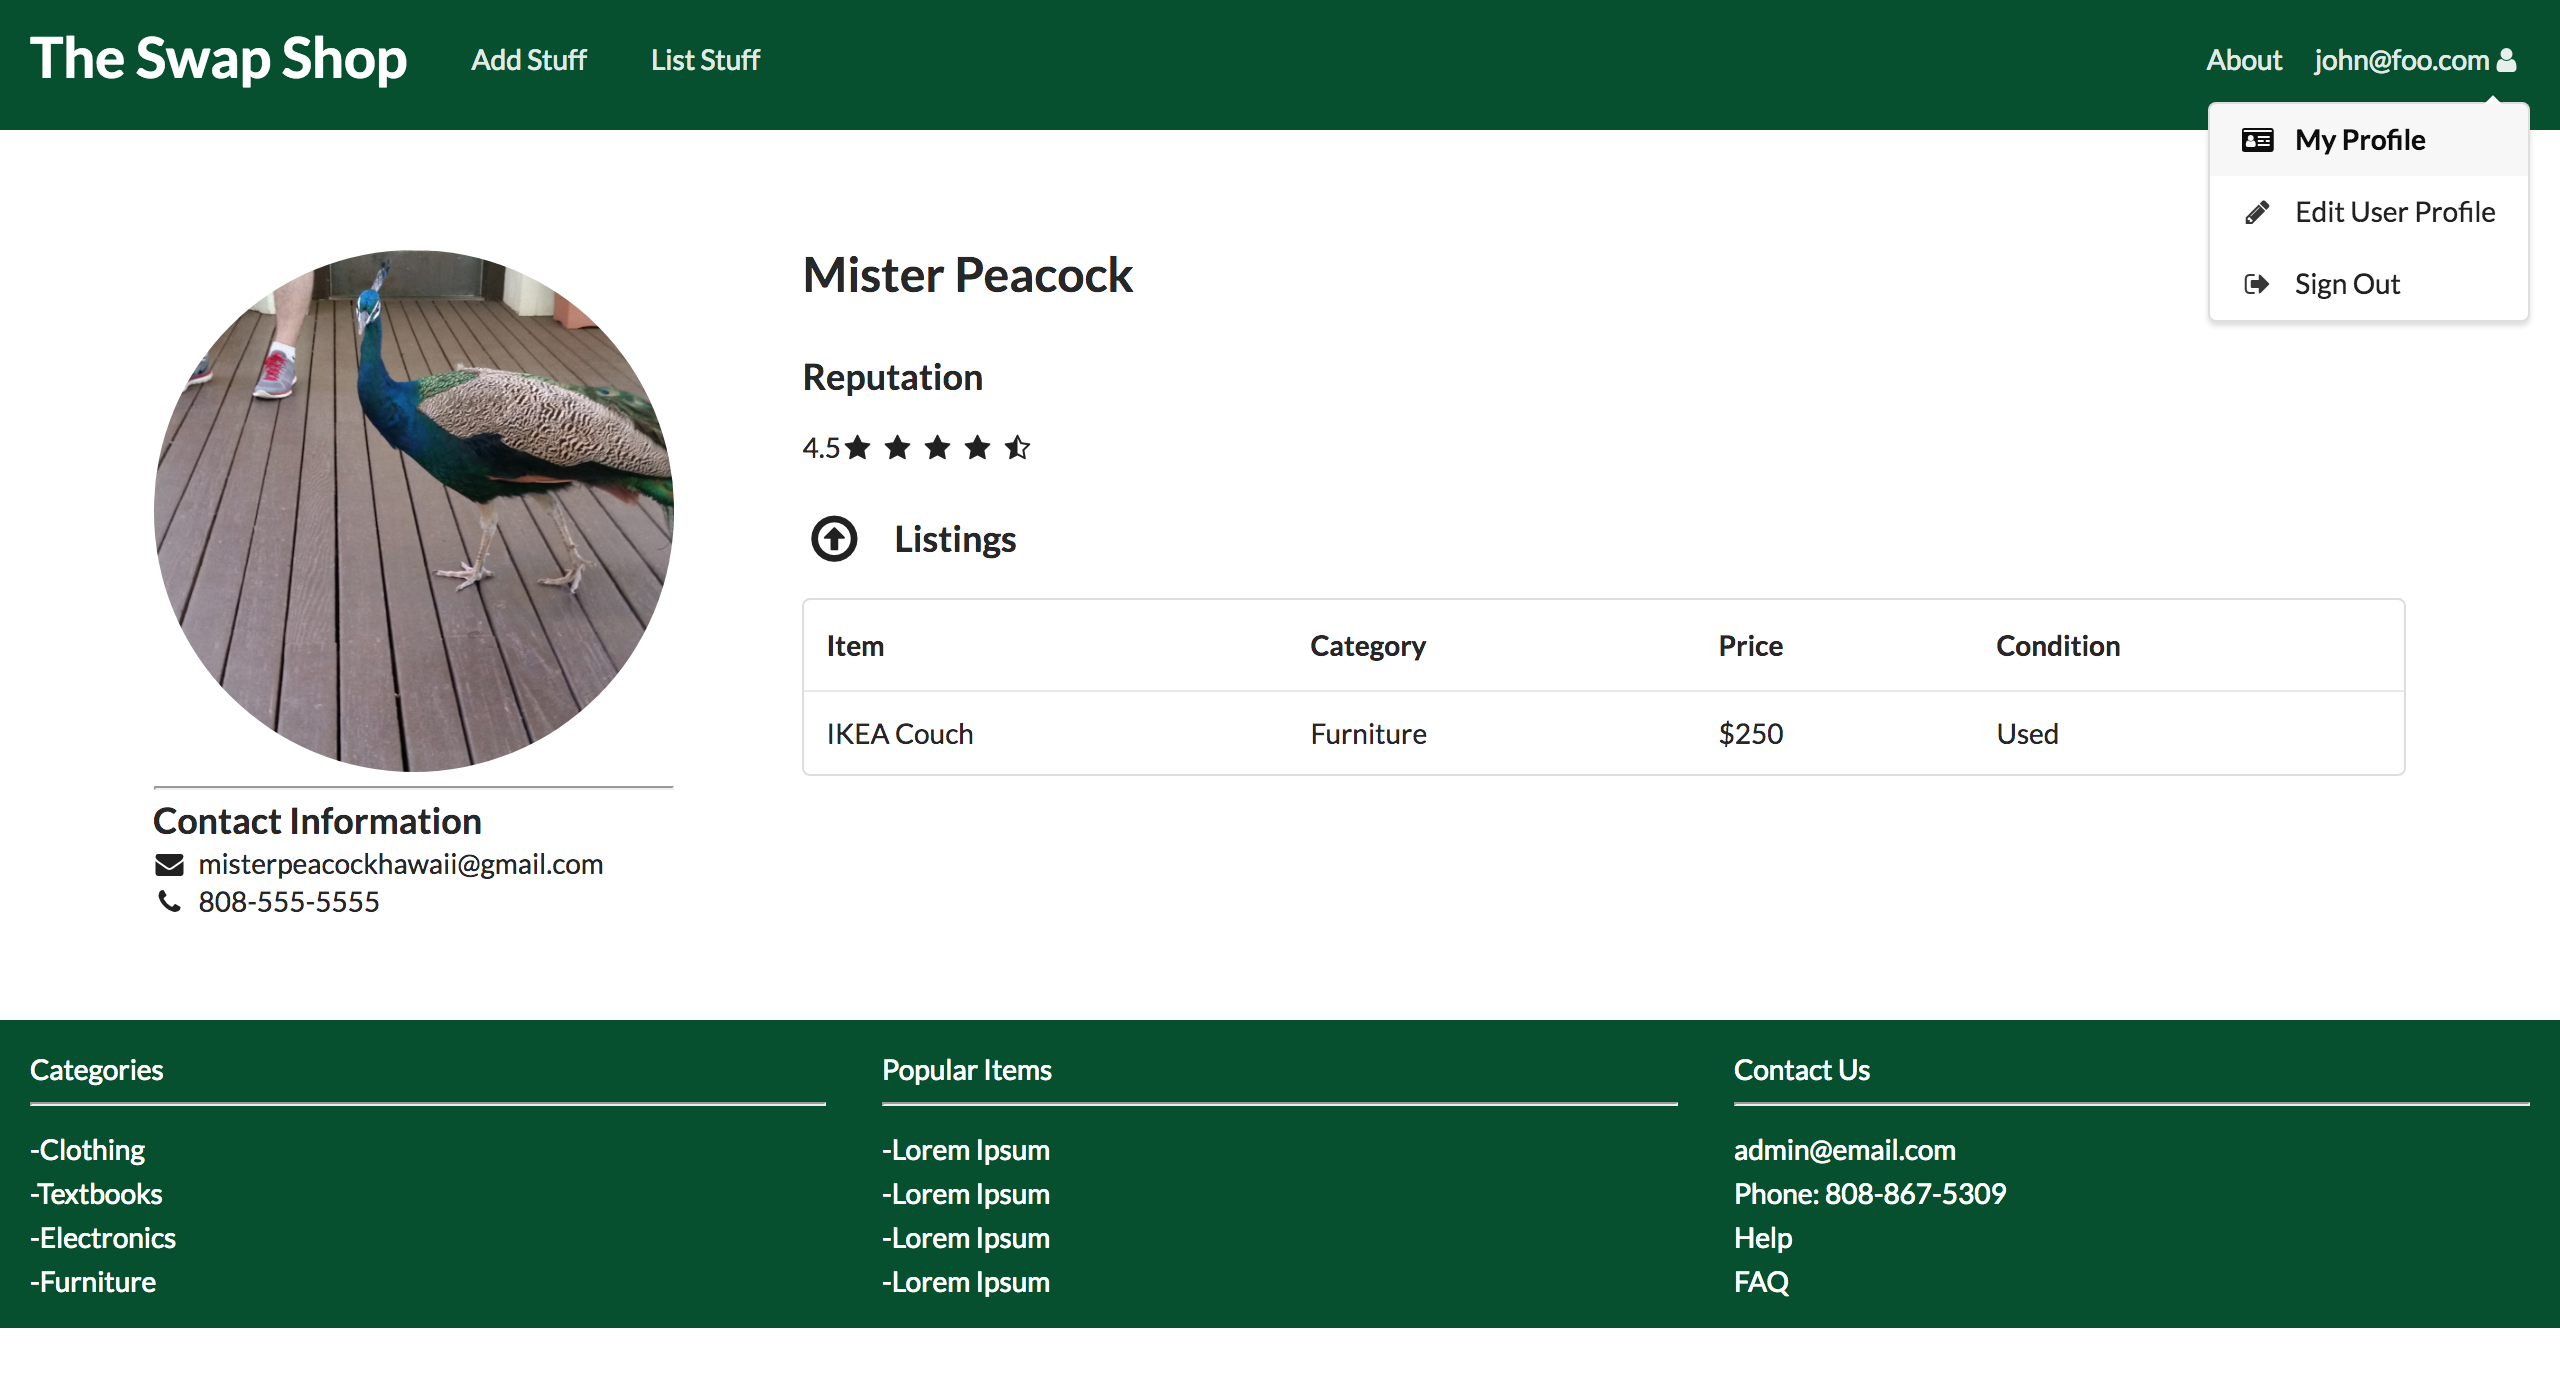 The Swap Shop Add Stuff List Stuff About john@foo.com
My Profile
Edit User Profile
Sign Out
Mister Peacock
Reputation
4.5
Listings
Item Category Price Condition
IKEA Couch Furniture $250 Used
Contact Information
misterpeacockhawaii@gmail.com
808-555-5555
Categories
-Clothing
-Textbooks
-Electronics
-Furniture
Popular Items
-Lorem Ipsum
-Lorem Ipsum
-Lorem Ipsum
-Lorem Ipsum
Contact Us
admin@email.com
Phone: 808-867-5309
Help
FAQ